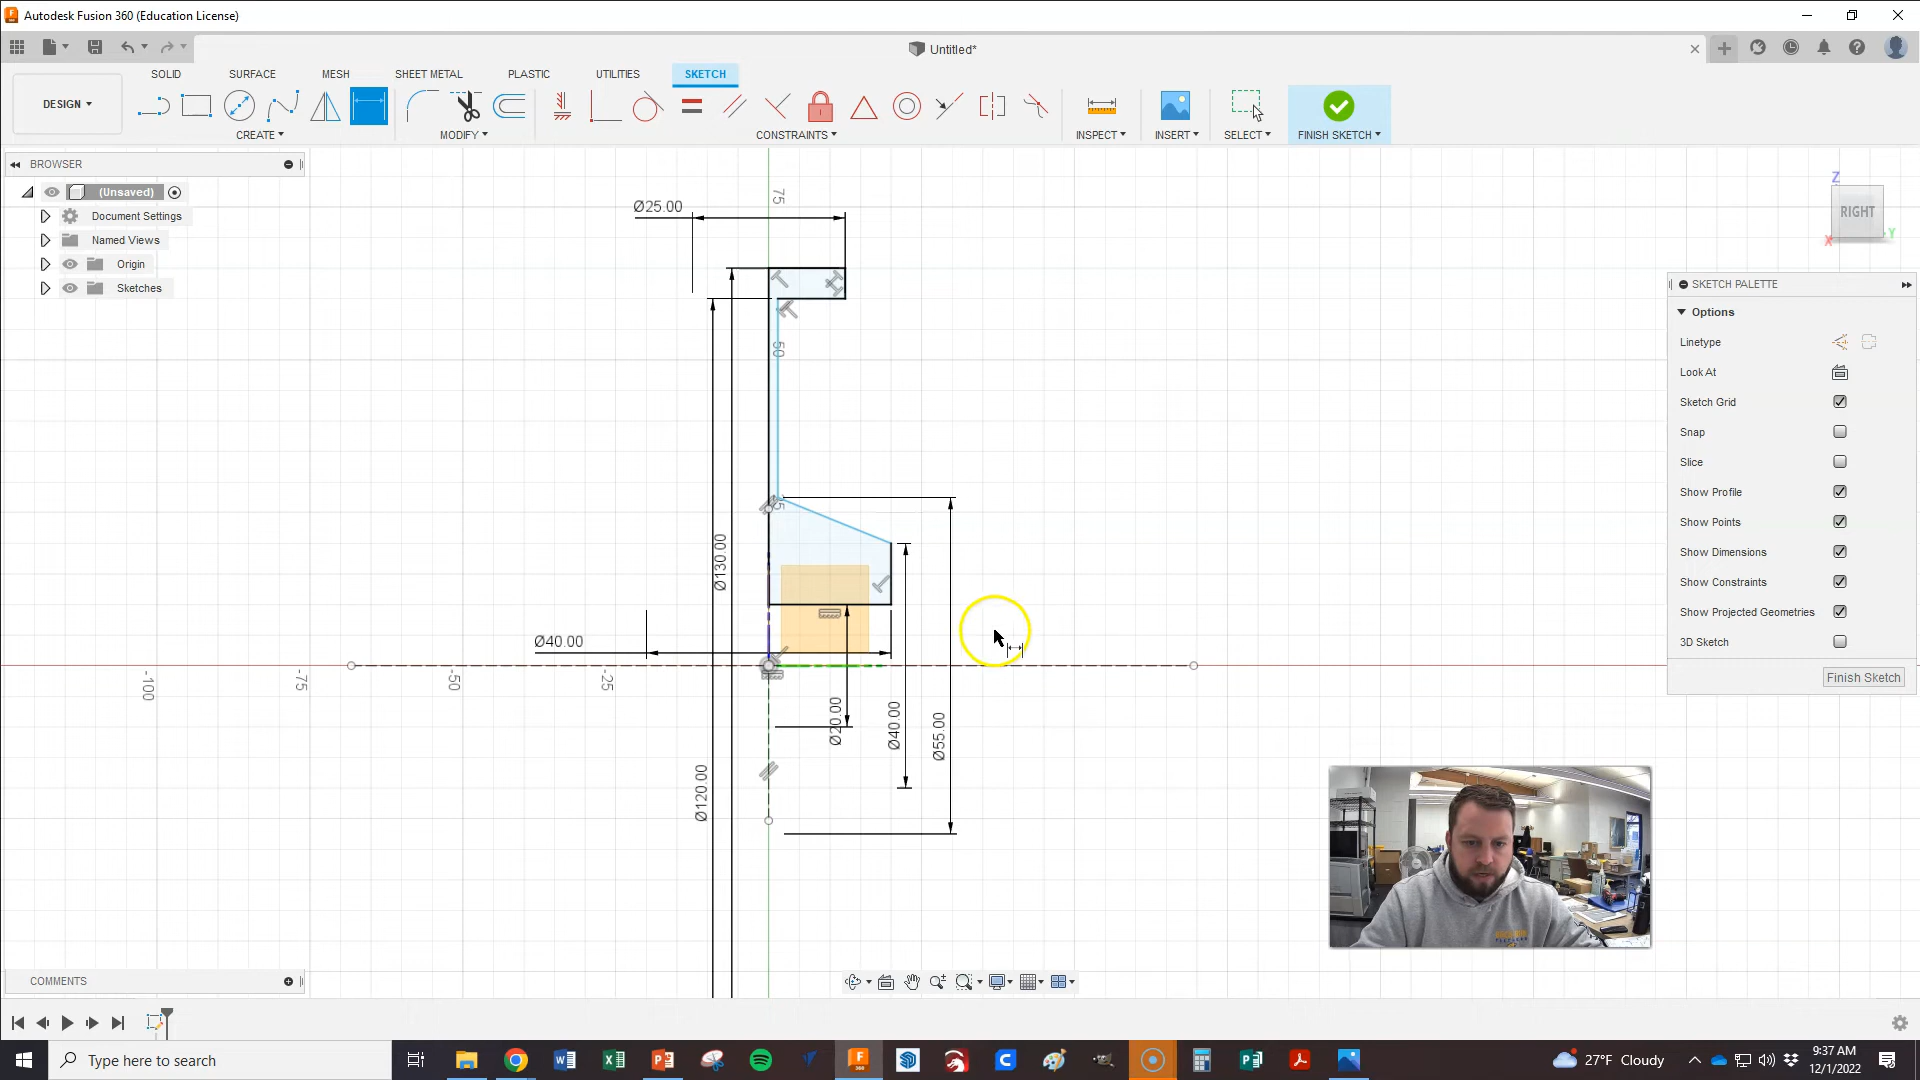 Autodesk Fusion 360 (Education License)
Untitled*
SOLID SURFACE MESH SHEET METAL PLASTIC UTILITIES SKETCH
DESIGN
CREATE MODIFY CONSTRAINTS INSPECT INSERT SELECT FINISH SKETCH
BROWSER
(Unsaved)
Document Settings
Named Views
Origin
Sketches
75
Ø25.00
50
Ø130.00
Ø40.00
-100 -75 -50 -25
Ø20.00
Ø40.00
Ø55.00
Ø120.00
Z
RIGHT
X
Y
SKETCH PALETTE
Options
Linetype
Look At
Sketch Grid
Snap
Slice
Show Profile
Show Points
Show Dimensions
Show Constraints
Show Projected Geometries
3D Sketch
Finish Sketch
COMMENTS
Type here to search
27°F Cloudy
9:37 AM
12/1/2022